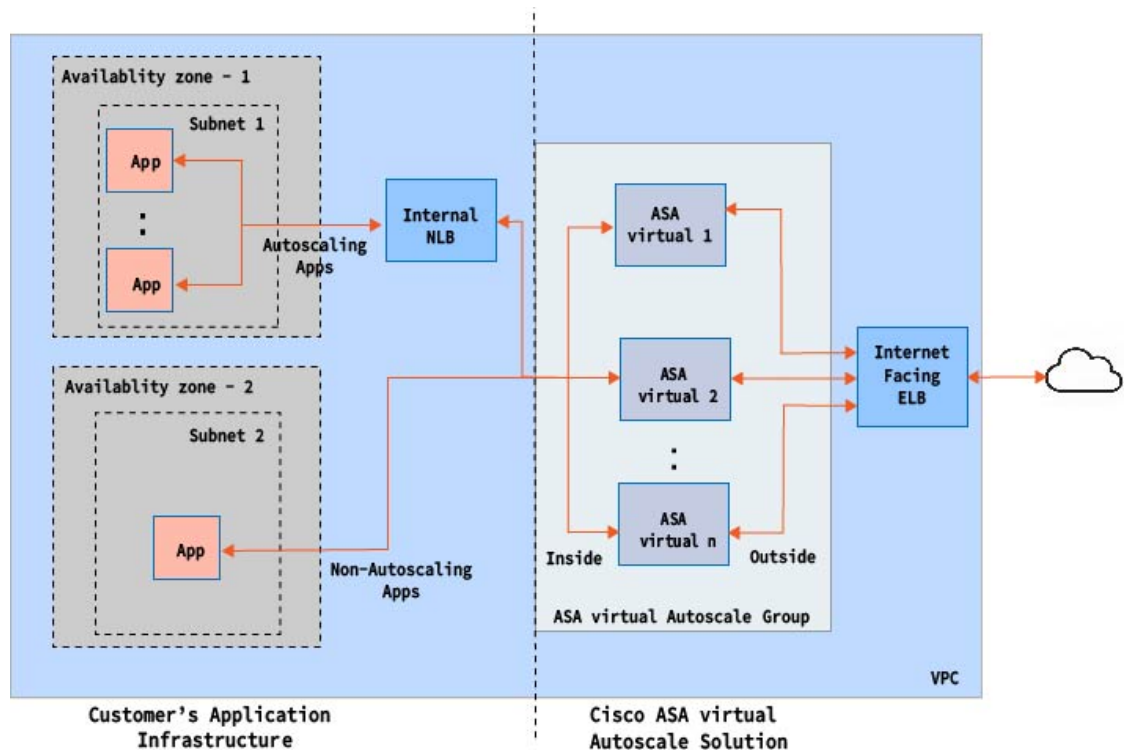 Availablity zone - 1
Subnet 1
App
:
App
Autoscaling
Apps
Internal
NLB
Availablity zone - 2
Subnet 2
App
Non-Autoscaling
Apps
ASA
virtual 1
ASA
virtual 2
:
ASA
virtual n
Inside
Outside
ASA virtual Autoscale Group
Internet
Facing
ELB
VPC
Customer's Application
Infrastructure
Cisco ASA virtual
Autoscale Solution